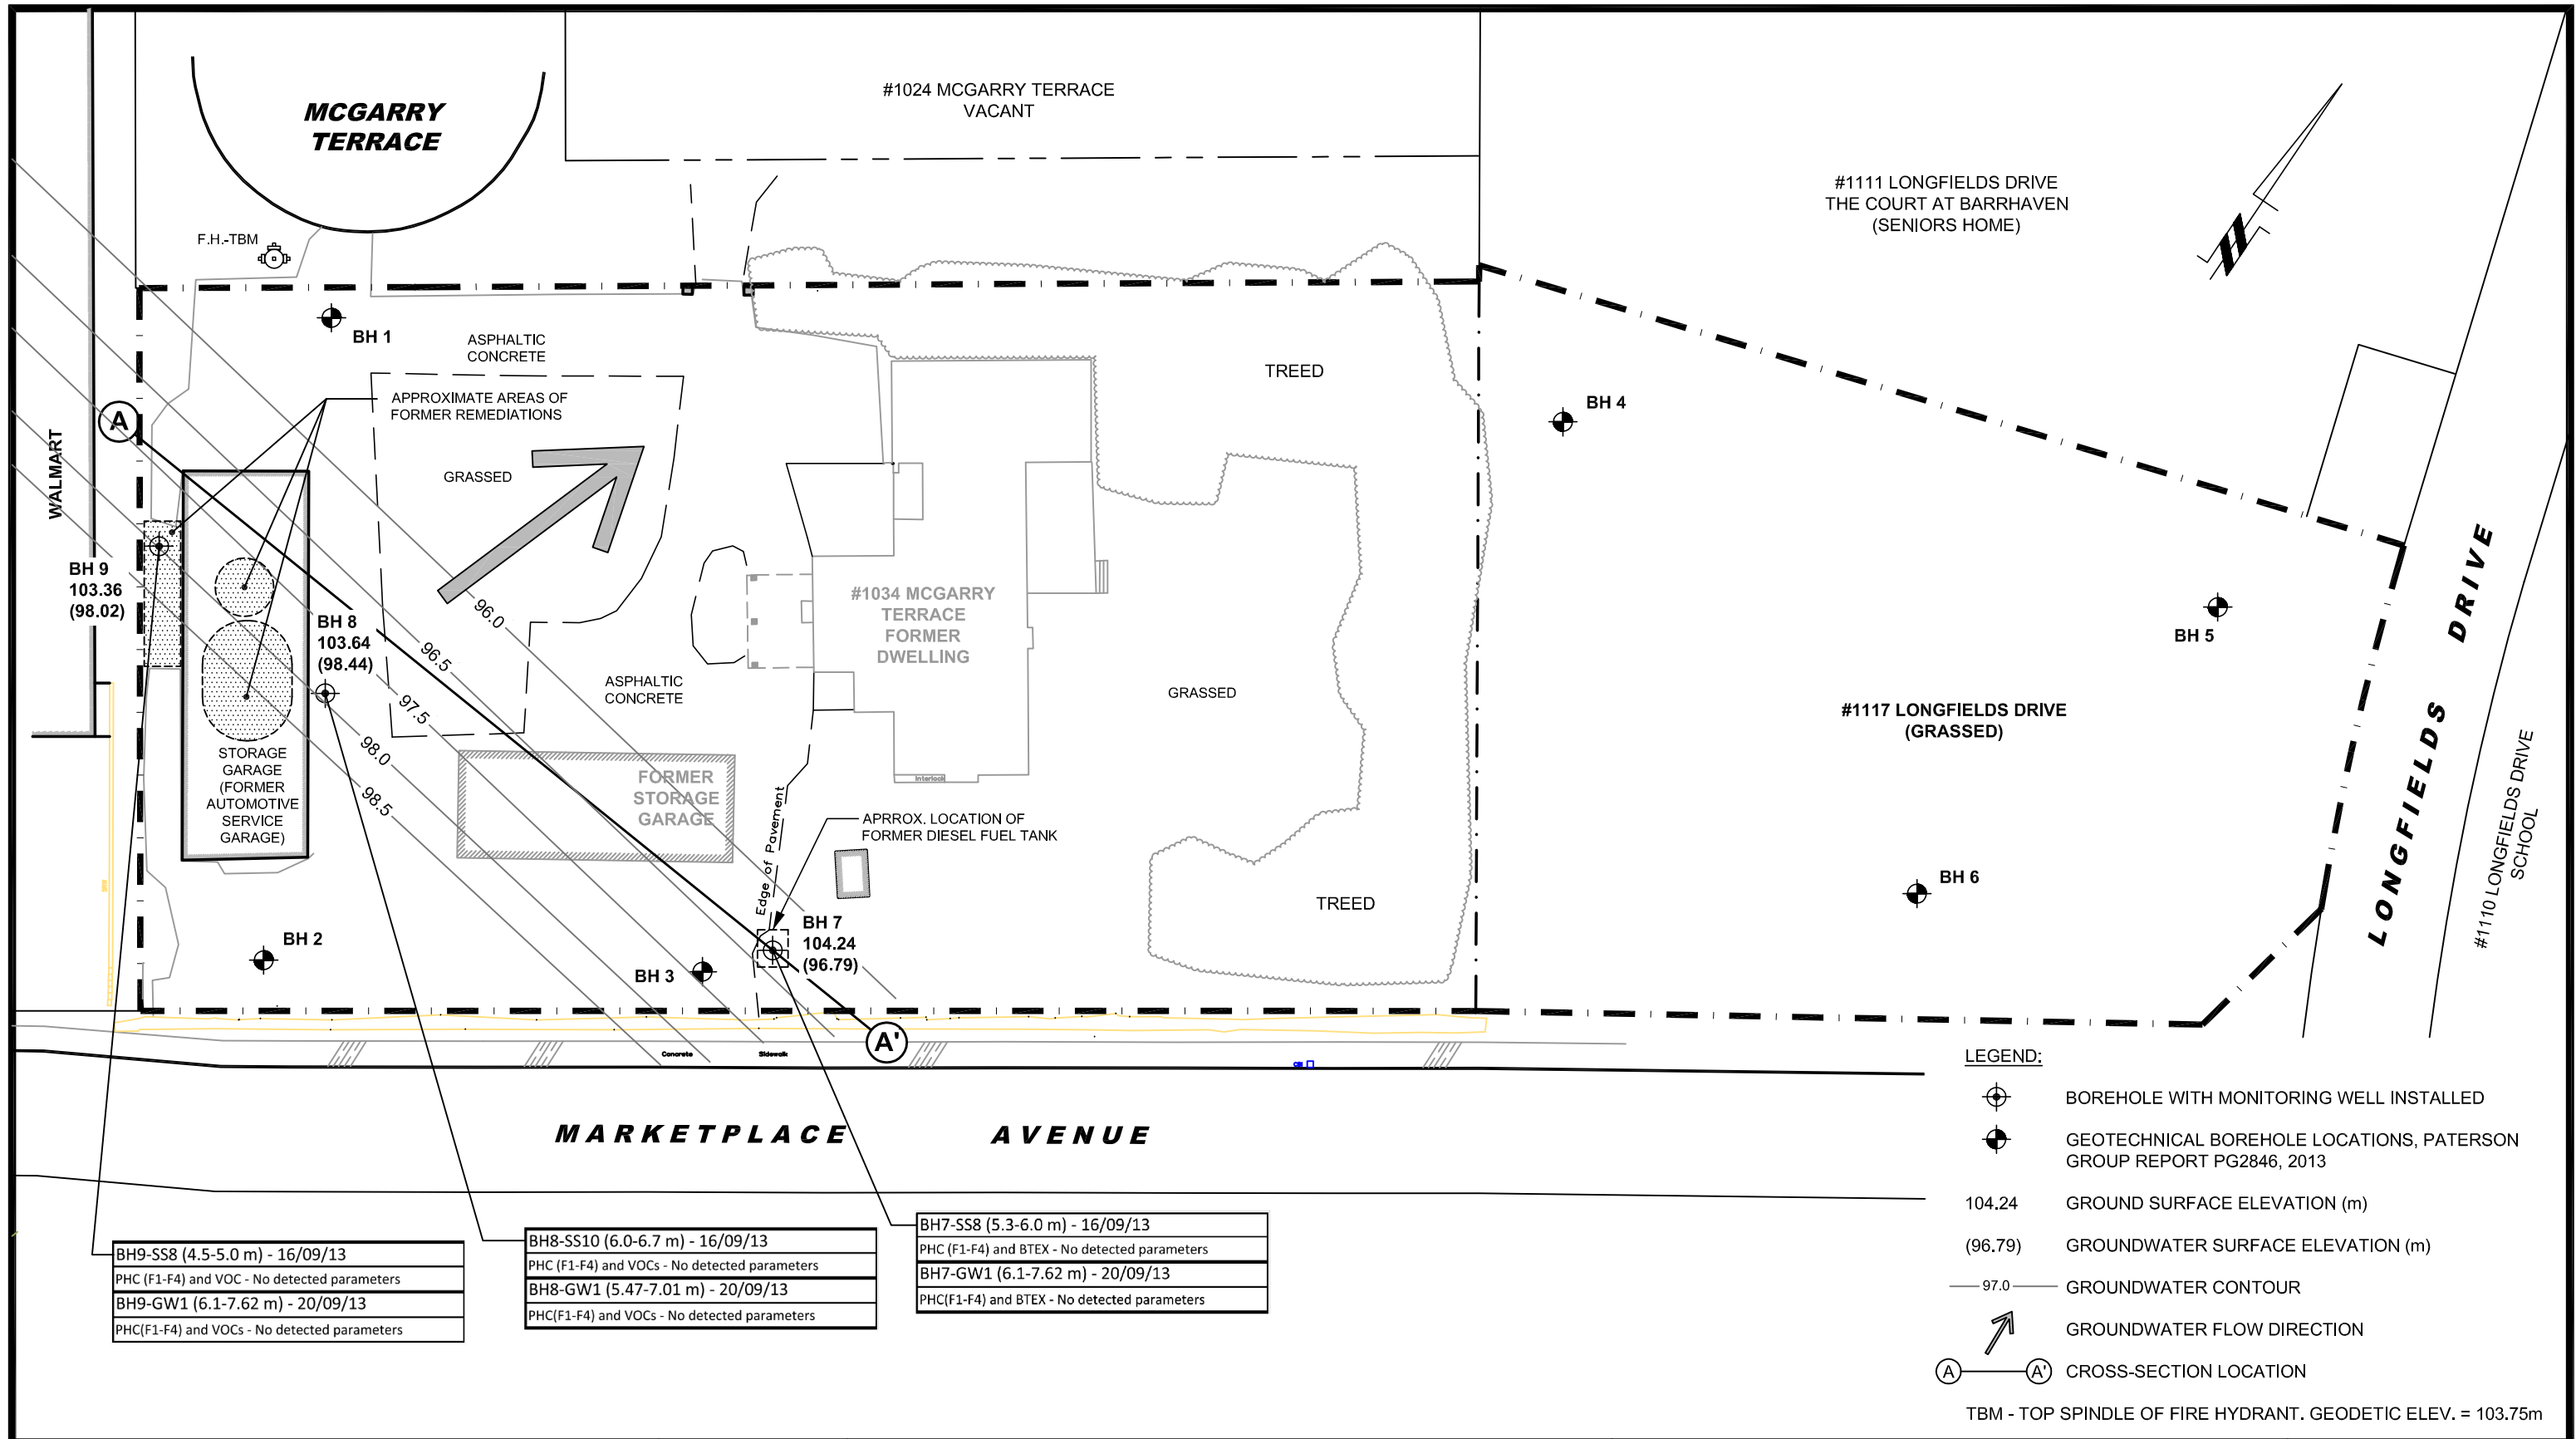 MCGARRY
TERRACE
#1024 MCGARRY TERRACE
VACANT
#1111 LONGFIELDS DRIVE
THE COURT AT BARRHAVEN
(SENIORS HOME)
F.H.-TBM
BH 1
ASPHALTIC
CONCRETE
TREED
APPROXIMATE AREAS OF
FORMER REMEDIATIONS
BH 4
A
WALMART
GRASSED
BH 9
103.36
(98.02)
BH 8
103.64
(98.44)
96.0
96.5
97.5
98.0
98.5
#1034 MCGARRY
TERRACE
FORMER
DWELLING
BH 5
LONGFIELDS DRIVE
#1110 LONGFIELDS DRIVE
SCHOOL
ASPHALTIC
CONCRETE
GRASSED
#1117 LONGFIELDS DRIVE
(GRASSED)
STORAGE
GARAGE
(FORMER
AUTOMOTIVE
SERVICE
GARAGE)
FORMER
STORAGE
GARAGE
Interlock
Edge of Pavement
APRROX. LOCATION OF
FORMER DIESEL FUEL TANK
BH 6
TREED
BH 2
BH 3
BH 7
104.24
(96.79)
A'
Concrete Sidewalk
MARKETPLACE AVENUE
BH9-SS8 (4.5-5.0 m) - 16/09/13
PHC (F1-F4) and VOC - No detected parameters
BH9-GW1 (6.1-7.62 m) - 20/09/13
PHC(F1-F4) and VOCs - No detected parameters
BH8-SS10 (6.0-6.7 m) - 16/09/13
PHC (F1-F4) and VOCs - No detected parameters
BH8-GW1 (5.47-7.01 m) - 20/09/13
PHC(F1-F4) and VOCs - No detected parameters
BH7-SS8 (5.3-6.0 m) - 16/09/13
PHC (F1-F4) and BTEX - No detected parameters
BH7-GW1 (6.1-7.62 m) - 20/09/13
PHC(F1-F4) and BTEX - No detected parameters
LEGEND:
BOREHOLE WITH MONITORING WELL INSTALLED
GEOTECHNICAL BOREHOLE LOCATIONS, PATERSON
GROUP REPORT PG2846, 2013
104.24 GROUND SURFACE ELEVATION (m)
(96.79) GROUNDWATER SURFACE ELEVATION (m)
97.0 GROUNDWATER CONTOUR
GROUNDWATER FLOW DIRECTION
A A' CROSS-SECTION LOCATION
TBM - TOP SPINDLE OF FIRE HYDRANT. GEODETIC ELEV. = 103.75m